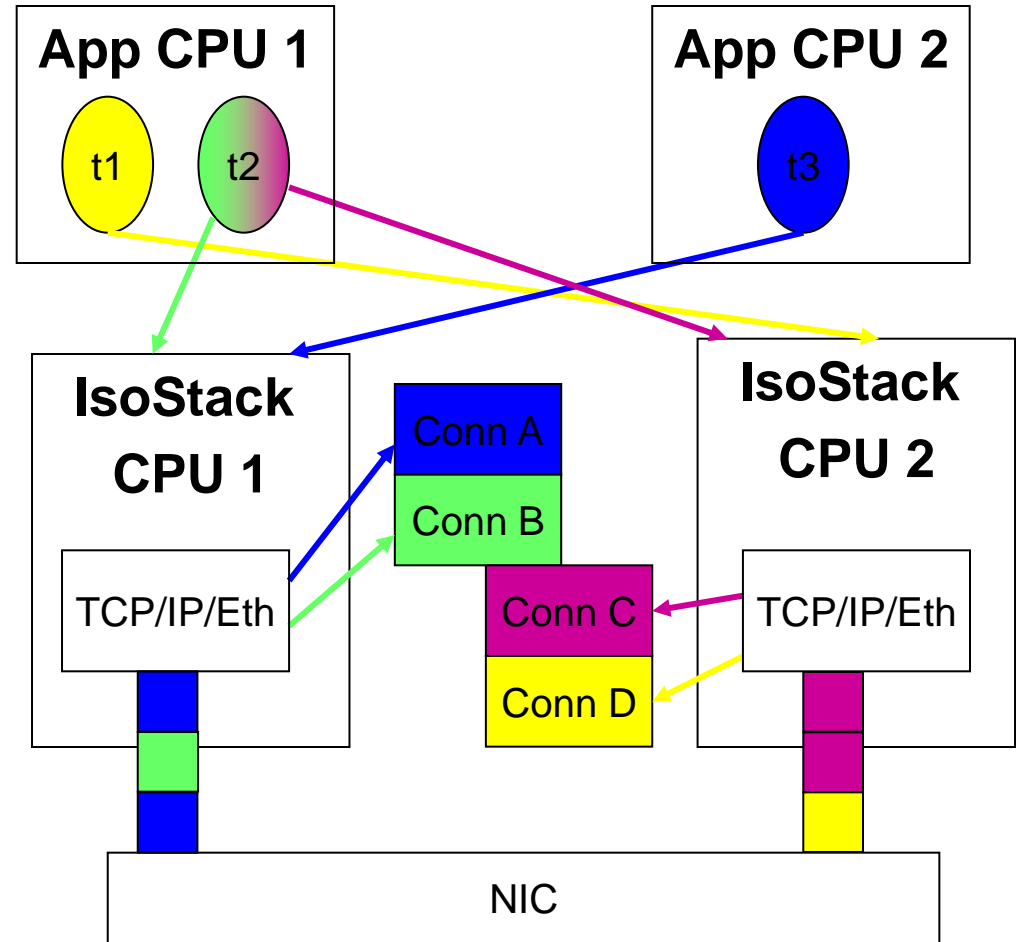 App CPU 1
App CPU 2
t1
t2
t3
IsoStack
CPU 1
IsoStack
CPU 2
Conn A
Conn B
Conn C
Conn D
TCP/IP/Eth
TCP/IP/Eth
NIC